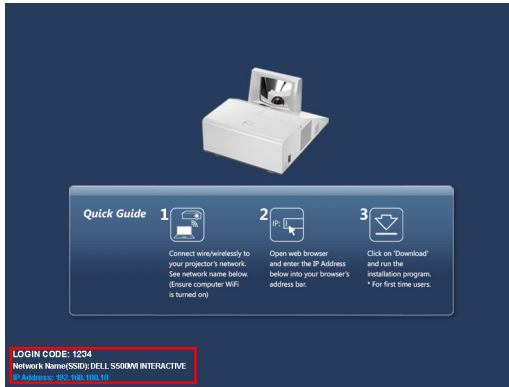 Quick Guide
1
2
IP:
3
Connect wire/wirelessly to
your projector's network.
See network name below.
(Ensure computer WiFi
is turned on)
Open web browser
and enter the IP Address
below into your browser's
address bar.
Click on 'Download'
and run the
installation program.
* For first time users.
LOGIN CODE: 1234
Network Name(SSID): DELL S500WI INTERACTIVE
IP Address: 192.168.100.10